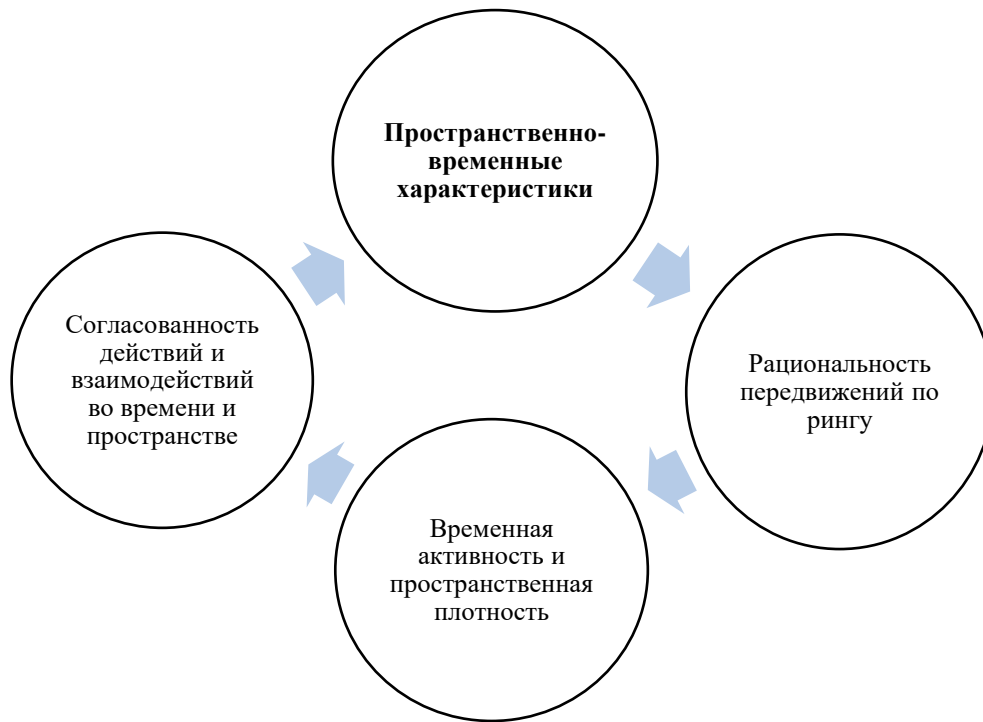 Пространственно-
временные
характеристики
Рациональность
передвижений по
рингу
Временная
активность и
пространственная
плотность
Согласованность
действий и
взаимодействий
во времени и
пространстве